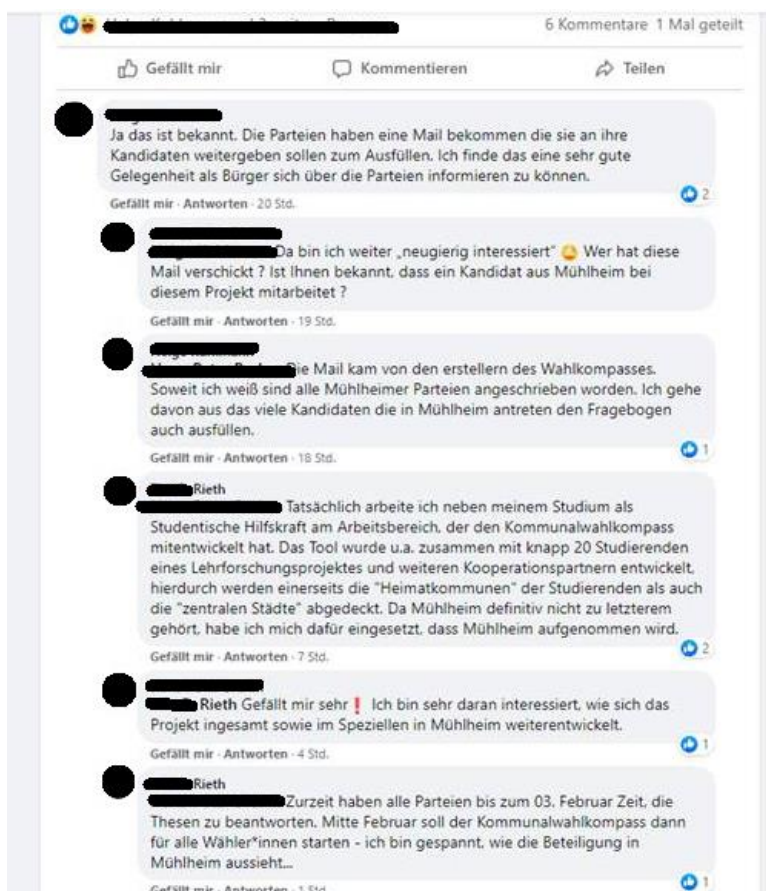 6 Kommentare 1 Mal geteilt
Gefällt mir Kommentieren Teilen
Ja das ist bekannt. Die Parteien haben eine Mail bekommen die sie an ihre
Kandidaten weitergeben sollen zum Ausfüllen. Ich finde das eine sehr gute
Gelegenheit als Bürger sich über die Parteien informieren zu können.
2
Gefällt mir · Antworten · 20 Std.
Da bin ich weiter „neugierig interessiert" Wer hat diese
Mail verschickt ? Ist Ihnen bekannt, dass ein Kandidat aus Mühlheim bei
diesem Projekt mitarbeitet ?
Gefällt mir · Antworten · 19 Std.
Die Mail kam von den erstellern des Wahlkompasses.
Soweit ich weiß sind alle Mühlheimer Parteien angeschrieben worden. Ich gehe
davon aus das viele Kandidaten die in Mühlheim antreten den Fragebogen
auch ausfüllen.
1
Gefällt mir · Antworten · 18 Std.
Rieth
Tatsächlich arbeite ich neben meinem Studium als
Studentische Hilfskraft am Arbeitsbereich, der den Kommunalwahlkompass
mitentwickelt hat. Das Tool wurde u.a. zusammen mit knapp 20 Studierenden
eines Lehrforschungsprojektes und weiteren Kooperationspartnern entwickelt,
hierdurch werden einerseits die "Heimatkommunen" der Studierenden als auch
die "zentralen Städte" abgedeckt. Da Mühlheim definitiv nicht zu letzterem
gehört, habe ich mich dafür eingesetzt, dass Mühlheim aufgenommen wird.
2
Gefällt mir · Antworten · 7 Std.
Rieth Gefällt mir sehr ❗ Ich bin sehr daran interessiert, wie sich das
Projekt ingesamt sowie im Speziellen in Mühlheim weiterentwickelt.
1
Gefällt mir · Antworten · 4 Std.
Rieth
Zurzeit haben alle Parteien bis zum 03. Februar Zeit, die
Thesen zu beantworten. Mitte Februar soll der Kommunalwahlkompass dann
für alle Wähler*innen starten - ich bin gespannt, wie die Beteiligung in
Mühlheim aussieht...
1
Gefällt mir · Antworten · 1 Std.